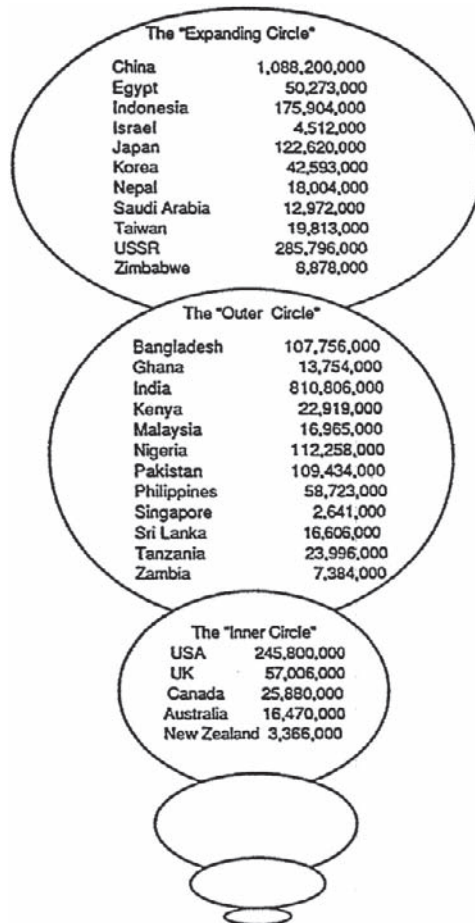 The "Expanding Circle"
China 1,088,200,000
Egypt 50,273,000
Indonesia 175,904,000
Israel 4,512,000
Japan 122,620,000
Korea 42,593,000
Nepal 18,004,000
Saudi Arabia 12,972,000
Taiwan 19,813,000
USSR 285,796,000
Zimbabwe 8,878,000
The "Outer Circle"
Bangladesh 107,756,000
Ghana 13,754,000
India 810,806,000
Kenya 22,919,000
Malaysia 16,965,000
Nigeria 112,258,000
Pakistan 109,434,000
Philippines 58,723,000
Singapore 2,641,000
Sri Lanka 16,606,000
Tanzania 23,996,000
Zambia 7,384,000
The "Inner Circle"
USA 245,800,000
UK 57,006,000
Canada 25,880,000
Australia 16,470,000
New Zealand 3,366,000